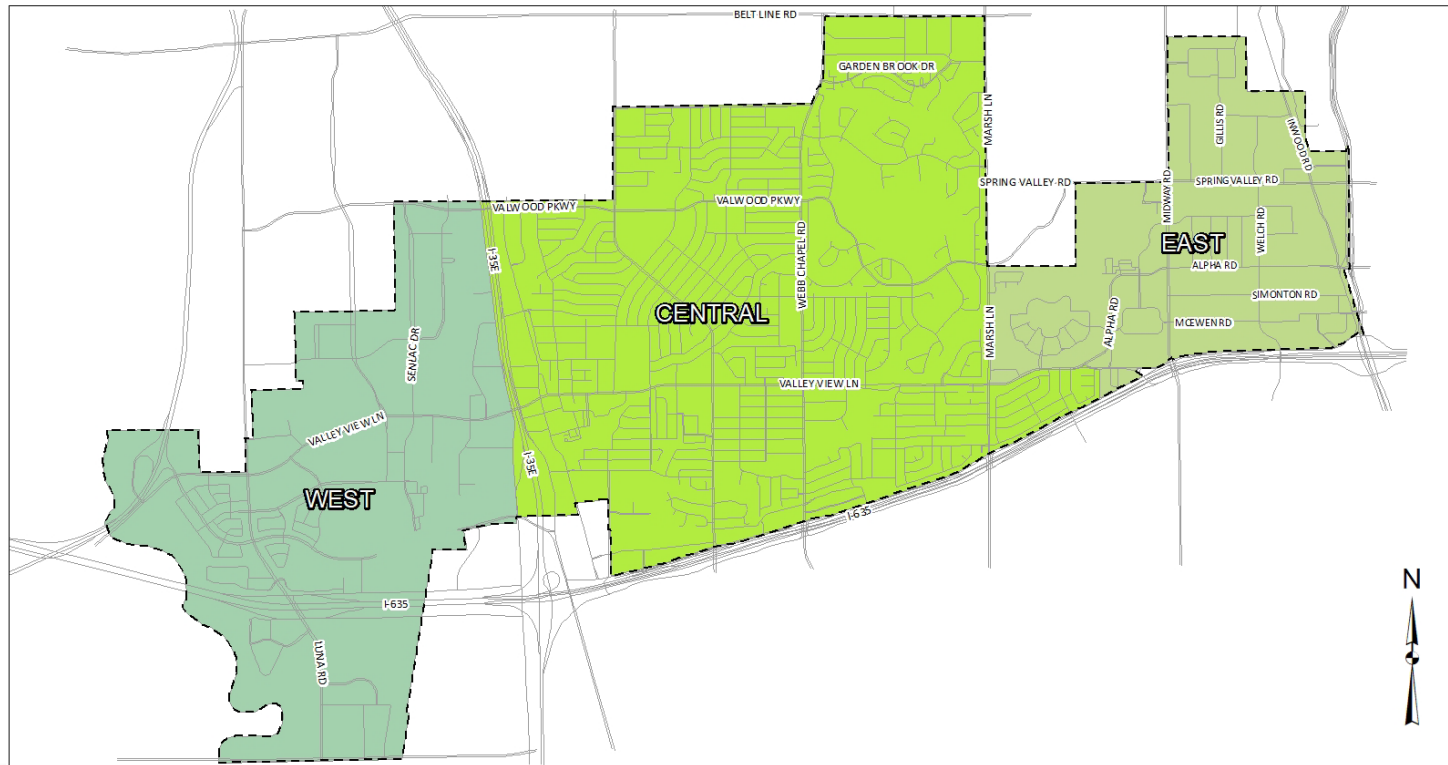 BELT LINE RD
GARDEN BROOK DR
MARSH LN
GILLIS RD
INWOOD RD
SPRING VALLEY RD
SPRING VALLEY RD
MIDWAY RD
VALWOOD PKWY
VALWOOD PKWY
WEBB CHAPEL RD
WELCH RD
EAST
I-35E
ALPHA RD
SIMONTON RD
CENTRAL
ALPHA RD
MCEWEN RD
SENLAC DR
MARSH LN
VALLEY VIEW LN
VALLEY VIEW LN
I-35E
WEST
I-635
I-635
LUNA RD
N